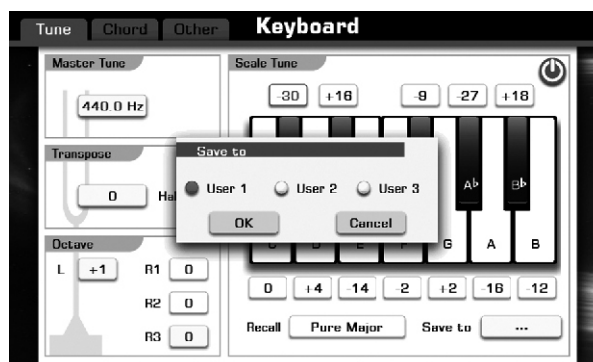 Tune Chord Other Keyboard
Master Tune
440.0 Hz
Transpose
0
Octave
L +1 R1 0
R2 0
R3 0
Scale Tune
-30 +16 -9 -27 +18
Ab Bb
G A B
0 +4 -14 -2 +2 -16 -12
Recall Pure Major Save to ...
Save to
User 1 User 2 User 3
OK Cancel